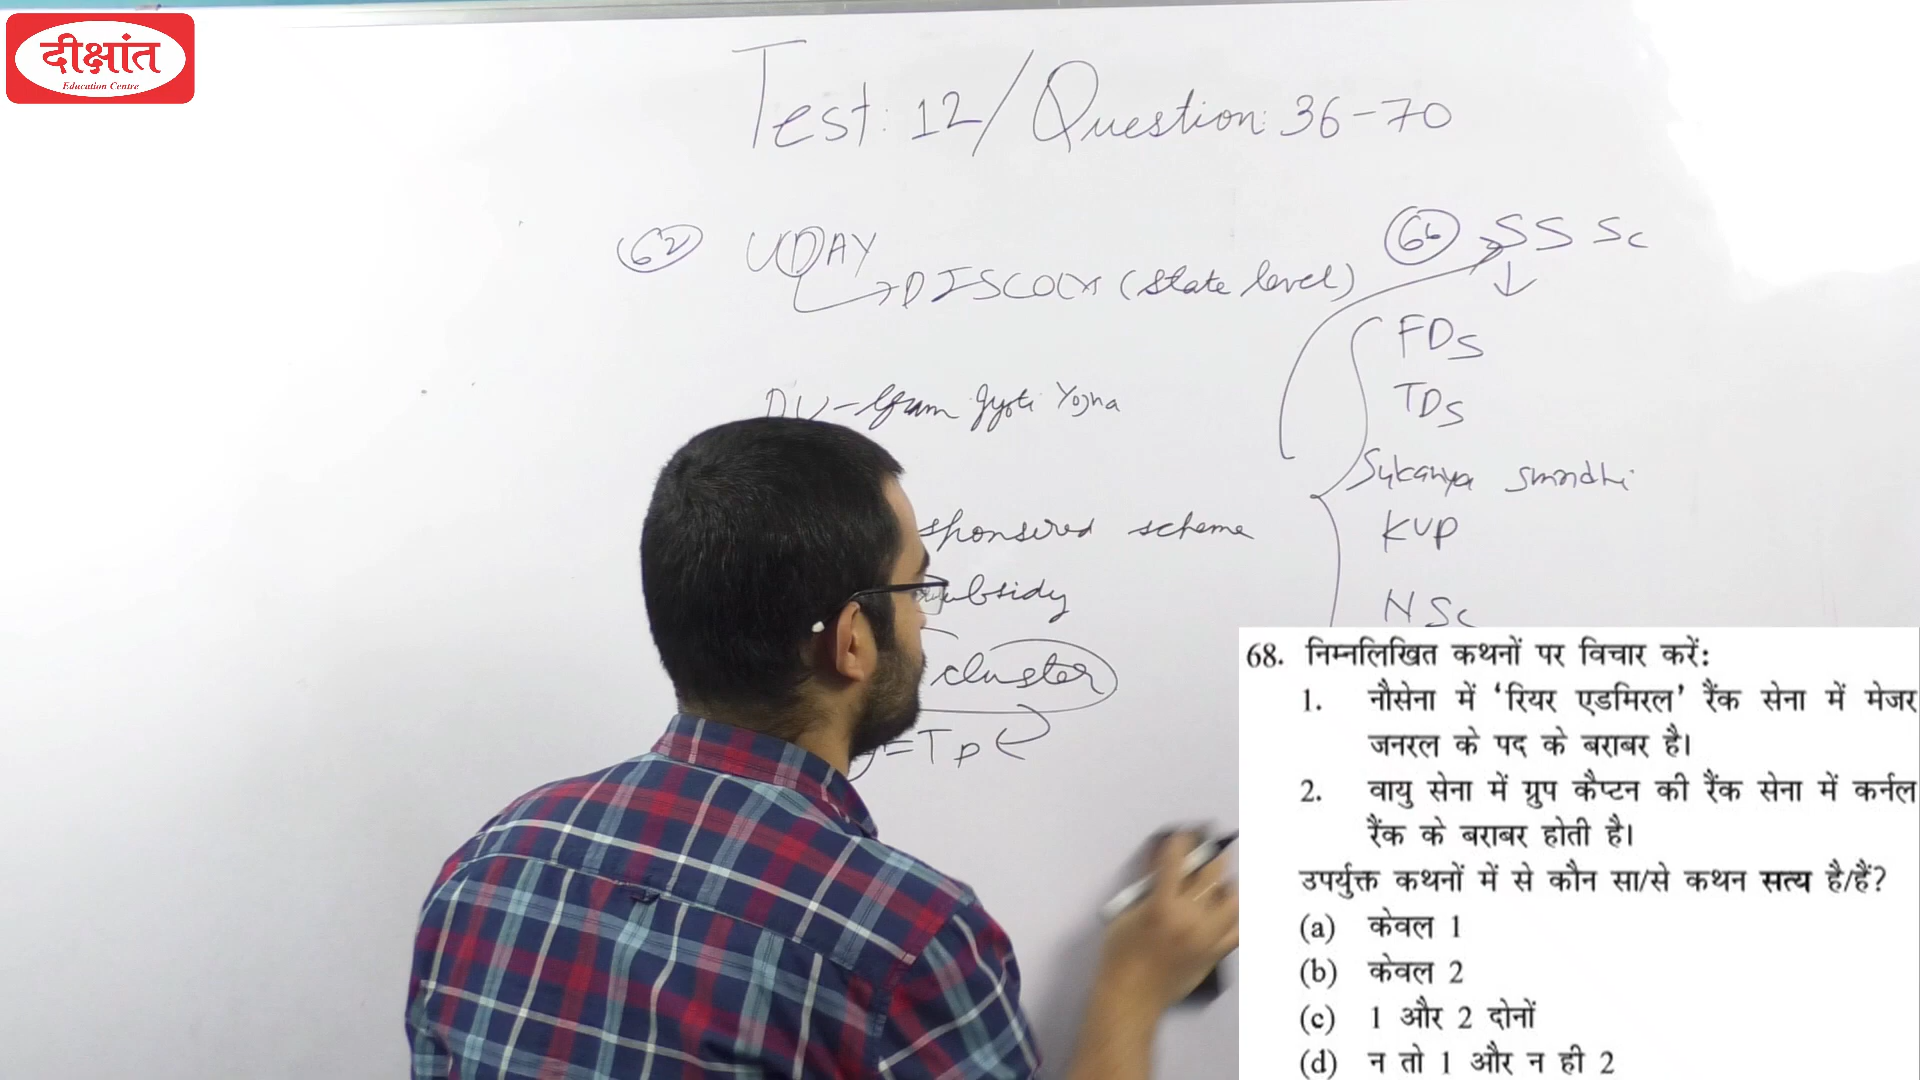 दीक्षांत
Education Centre
Test: 12/Question: 36-70
62 UDAY
DISCOM (State level)
Gram Jyoti Yojna
sponsered scheme
subsidy
cluster
=TP
66 SSSC
FDs
TDs
Sukanya
KVP
NSC
68. निम्नलिखित कथनों पर विचार करें:
1. नौसेना में ‘रियर एडमिरल’ रैंक सेना में मेजर
जनरल के पद के बराबर है।
2. वायु सेना में ग्रुप कैप्टन की रैंक सेना में कर्नल
रैंक के बराबर होती है।
उपर्युक्त कथनों में से कौन सा/से कथन सत्य है/हैं?
(a) केवल 1
(b) केवल 2
(c) 1 और 2 दोनों
(d) न तो 1 और न ही 2